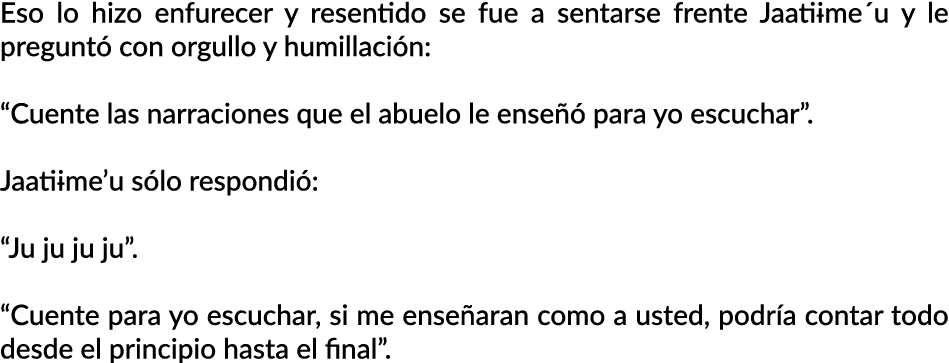 Eso lo hizo enfurecer y resentido se fue a sentarse frente Jaatiɨme´u y le
preguntó con orgullo y humillación:
“Cuente las narraciones que el abuelo le enseñó para yo escuchar”.
Jaatiɨme’u sólo respondió:
“Ju ju ju ju”.
“Cuente para yo escuchar, si me enseñaran como a usted, podría contar todo
desde el principio hasta el final”.